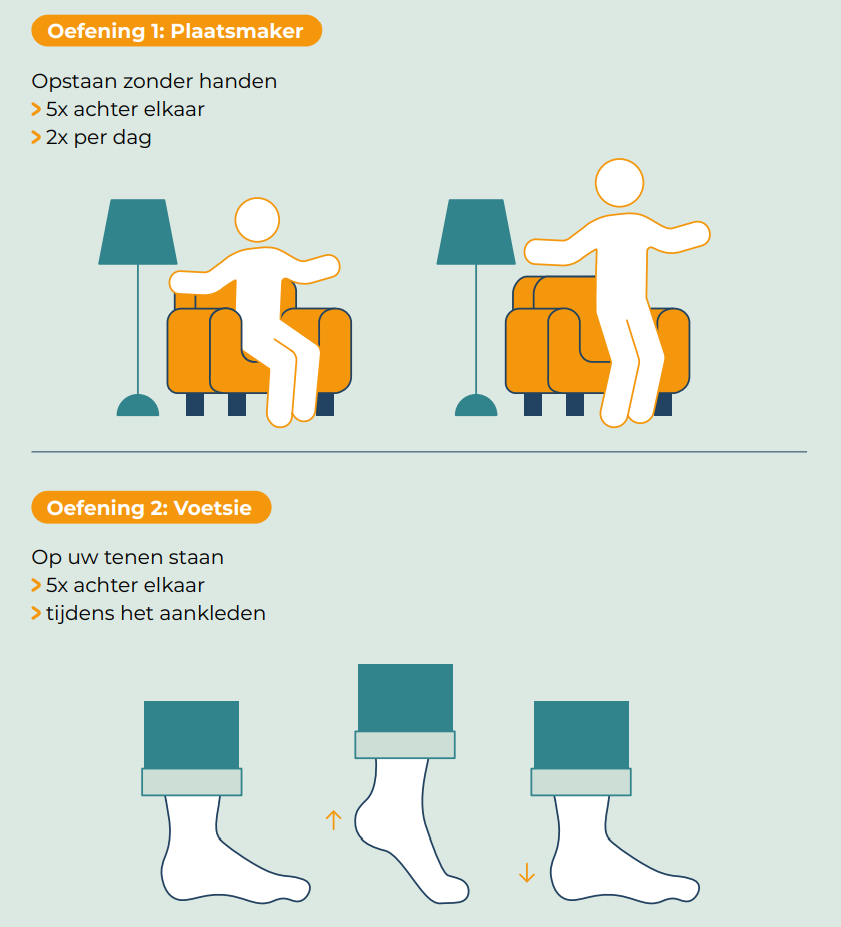 Oefening 1: Plaatsmaker
Opstaan zonder handen
> 5x achter elkaar
> 2x per dag
Oefening 2: Voetsie
Op uw tenen staan
> 5x achter elkaar
> tijdens het aankleden